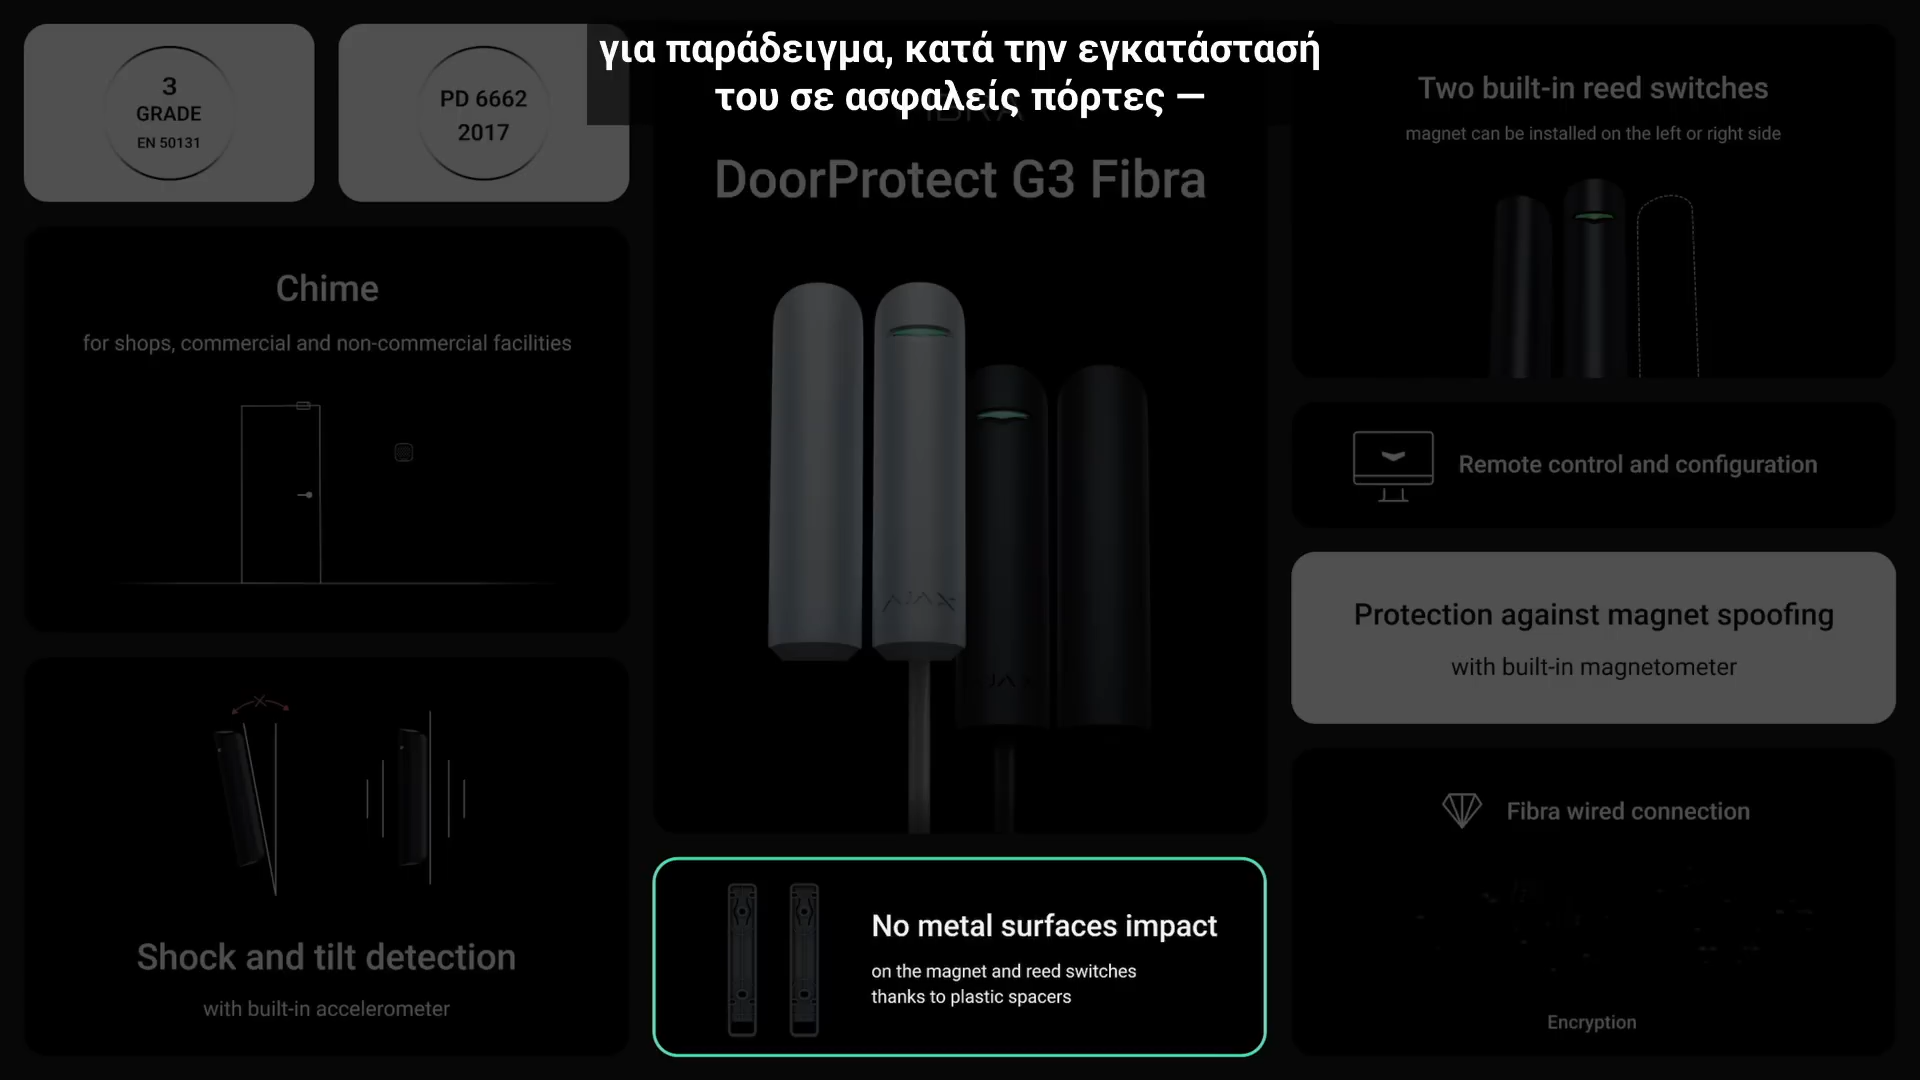 για παράδειγμα, κατά την εγκατάστασή
του σε ασφαλείς πόρτες —
3
GRADE
EN 50131
PD 6662
2017
Chime
for shops, commercial and non-commercial facilities
Shock and tilt detection
with built-in accelerometer
DoorProtect G3 Fibra
AJAX
AJAX
No metal surfaces impact
on the magnet and reed switches
thanks to plastic spacers
Two built-in reed switches
magnet can be installed on the left or right side
Remote control and configuration
Protection against magnet spoofing
with built-in magnetometer
Fibra wired connection
Encryption